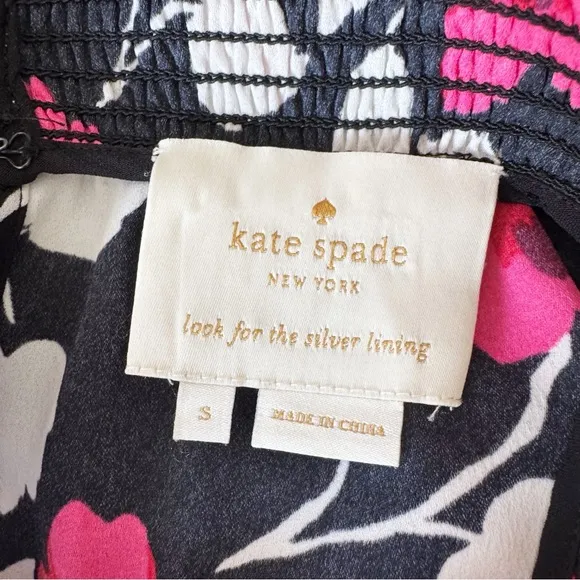 kate spade
NEW YORK
look for the silver lining
S
MADE IN CHINA